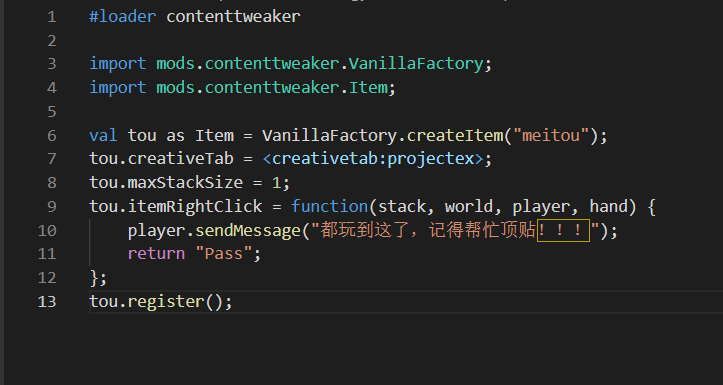 1 #loader contenttweaker
2
3 import mods.contenttweaker.VanillaFactory;
4 import mods.contenttweaker.Item;
5
6 val tou as Item = VanillaFactory.createItem("meitou");
7 tou.creativeTab = <creativetab:projectex>;
8 tou.maxStackSize = 1;
9 tou.itemRightClick = function(stack, world, player, hand) {
10 player.sendMessage("都玩到这了，记得帮忙顶贴！！！");
11 return "Pass";
12 };
13 tou.register();